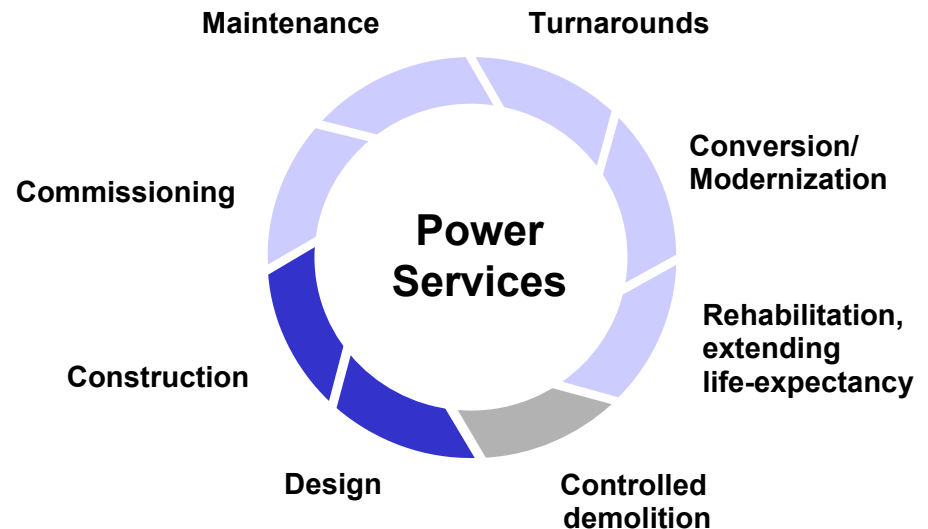 Maintenance
Turnarounds
Commissioning
Conversion/
Modernization
Power
Services
Construction
Rehabilitation,
extending
life-expectancy
Design
Controlled
demolition